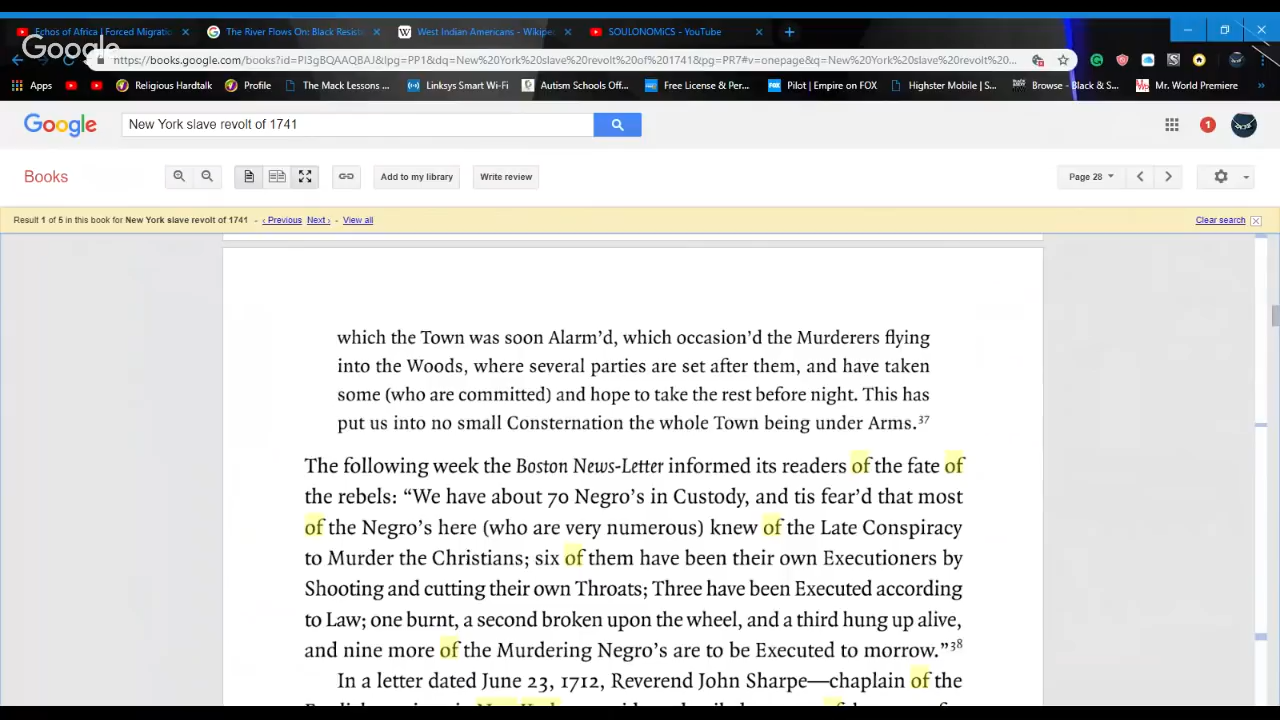 Echos of Africa | Forced Migratio
The River Flows On: Black Resist
West Indian Americans - Wikipe
SOULONOMiCS - YouTube
Google
https://books.google.com/books?id=PI3gBQAAQBAJ&lpg=PP1&dq=New%20York%20slave%20revolt%20of%201741&pg=PR7#v=onepage&q=New%20York%20slave%20revolt%20...
Apps
Religious Hardtalk
Profile
The Mack Lessons ...
Linksys Smart Wi-Fi
Autism Schools Off...
Free License & Per...
Pilot | Empire on FOX
Highster Mobile | S...
Browse - Black & S...
Mr. World Premiere
Google
New York slave revolt of 1741
1
Books
Add to my library
Write review
Page 28
Result 1 of 5 in this book for New York slave revolt of 1741 - ‹ Previous Next › - View all
Clear search
which the Town was soon Alarm’d, which occasion’d the Murderers flying
into the Woods, where several parties are set after them, and have taken
some (who are committed) and hope to take the rest before night. This has
put us into no small Consternation the whole Town being under Arms.37
The following week the Boston News-Letter informed its readers of the fate of
the rebels: “We have about 70 Negro’s in Custody, and tis fear’d that most
of the Negro’s here (who are very numerous) knew of the Late Conspiracy
to Murder the Christians; six of them have been their own Executioners by
Shooting and cutting their own Throats; Three have been Executed according
to Law; one burnt, a second broken upon the wheel, and a third hung up alive,
and nine more of the Murdering Negro’s are to be Executed to morrow.”38
In a letter dated June 23, 1712, Reverend John Sharpe—chaplain of the